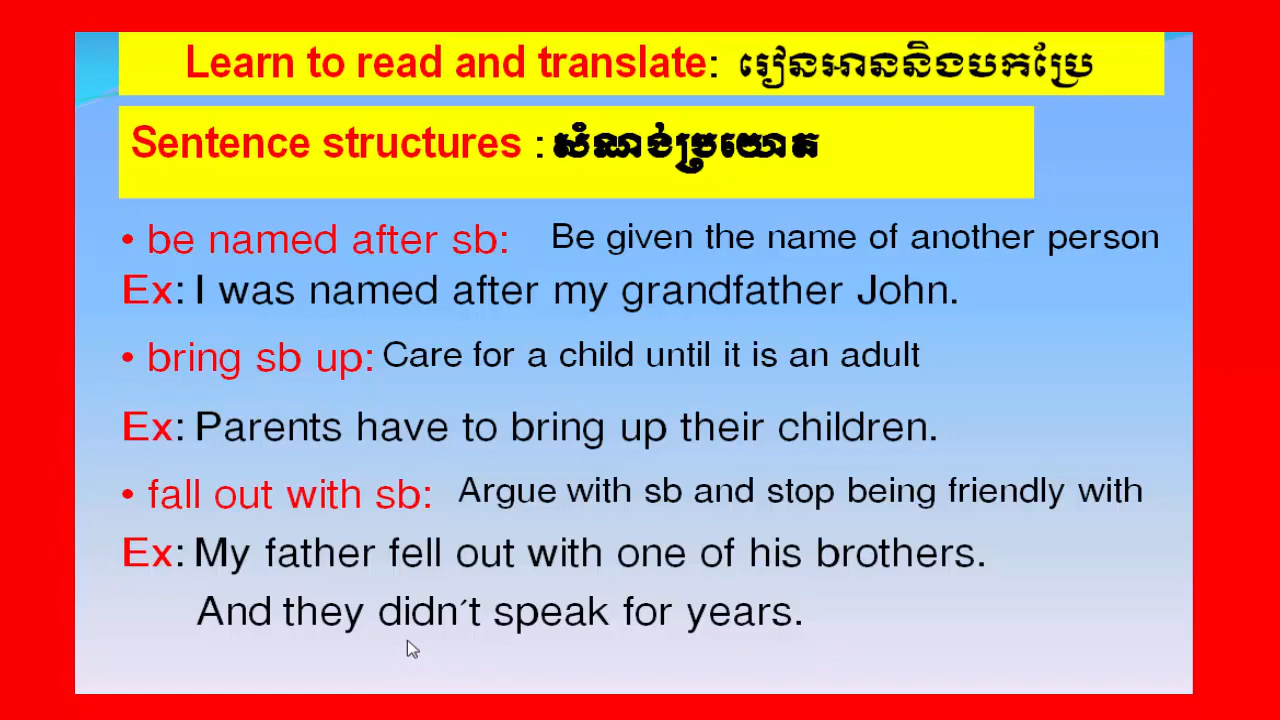 Learn to read and translate: រៀនអាននិងបកប្រែ
Sentence structures : សំណង់ប្រយោគ
• be named after sb: Be given the name of another person
Ex: I was named after my grandfather John.
• bring sb up: Care for a child until it is an adult
Ex: Parents have to bring up their children.
• fall out with sb: Argue with sb and stop being friendly with
Ex: My father fell out with one of his brothers.
And they didn´t speak for years.